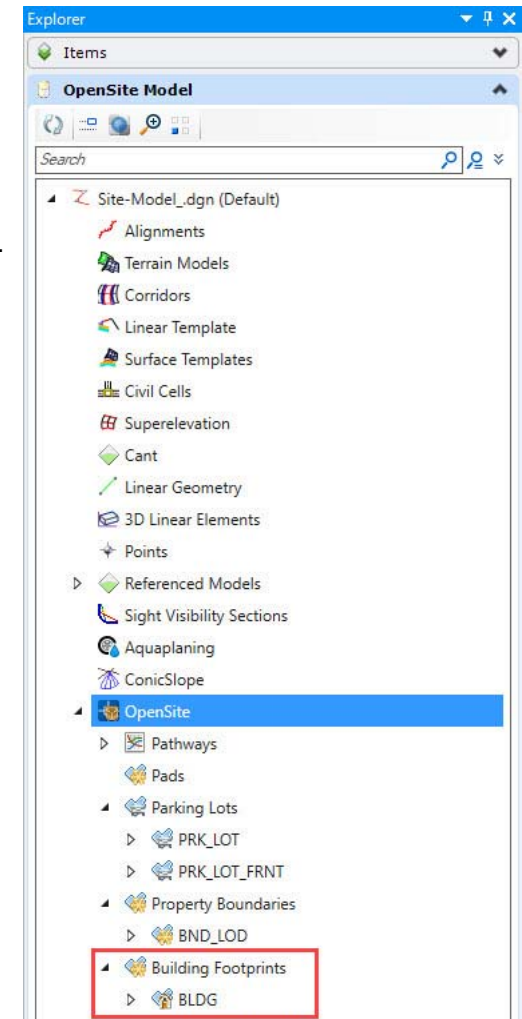 Explorer
Items
OpenSite Model
Search
Site-Model_.dgn (Default)
Alignments
Terrain Models
Corridors
Linear Template
Surface Templates
Civil Cells
Superelevation
Cant
Linear Geometry
3D Linear Elements
Points
Referenced Models
Sight Visibility Sections
Aquaplaning
ConicSlope
OpenSite
Pathways
Pads
Parking Lots
PRK_LOT
PRK_LOT_FRNT
Property Boundaries
BND_LOD
Building Footprints
BLDG